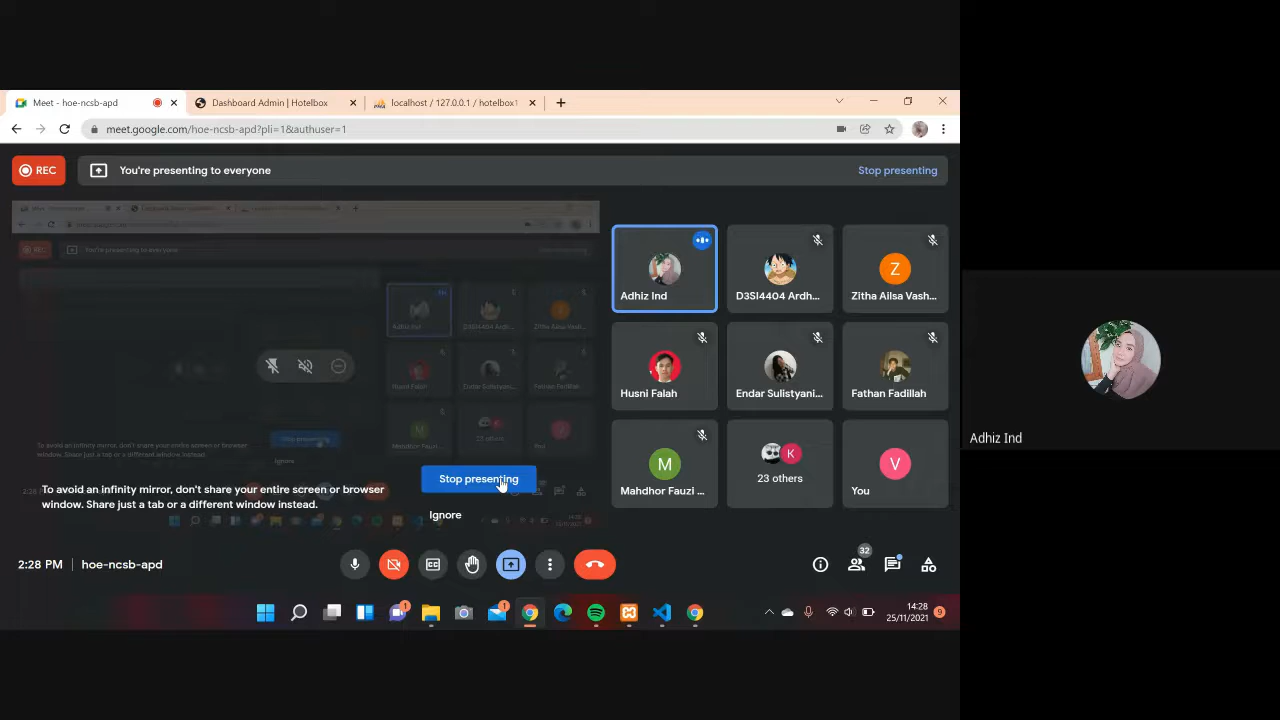 Meet - hoe-ncsb-apd
Dashboard Admin | Hotelbox
localhost / 127.0.0.1 / hotelbox1
meet.google.com/hoe-ncsb-apd?pli=1&authuser=1
REC
You're presenting to everyone
Stop presenting
Adhiz Ind
D3SI4404 Ardh...
Zitha Ailsa Vash...
Husni Falah
Endar Sulistyani...
Fathan Fadillah
Mahdhor Fauzi ...
K
23 others
You
Z
M
V
To avoid an infinity mirror, don't share your entire screen or browser
window. Share just a tab or a different window instead.
Stop presenting
Ignore
2:28 PM | hoe-ncsb-apd
32
1
1
14:28
25/11/2021
9
Adhiz Ind